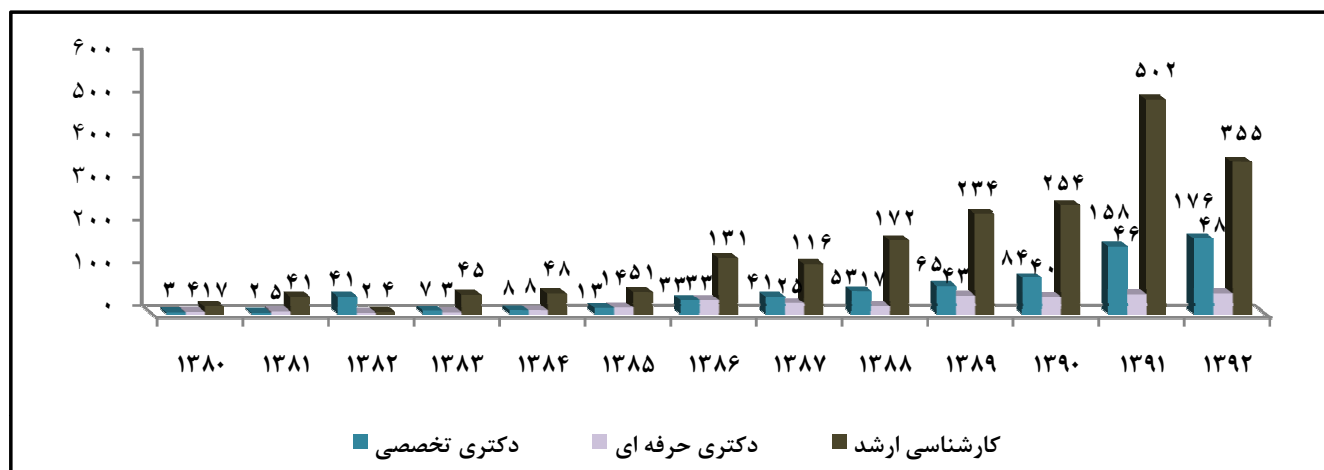 ۶۰۰
۵۰۰
۴۰۰
۳۰۰
۲۰۰
۱۰۰
۰
۳ ۴ ۱۷
۲ ۵ ۴۱
۴۱ ۲ ۴
۷ ۳ ۴۵
۸ ۸ ۴۸
۱۳ ۱۴ ۵۱
۳۳ ۳۳ ۱۳۱
۴۱ ۲۵ ۱۱۶
۵۳ ۱۷ ۱۷۲
۶۵ ۴۳ ۲۳۴
۸۴ ۴۰ ۲۵۴
۱۵۸ ۴۶ ۵۰۲
۱۷۶ ۴۸ ۳۵۵
۱۳۸۰ ۱۳۸۱ ۱۳۸۲ ۱۳۸۳ ۱۳۸۴ ۱۳۸۵ ۱۳۸۶ ۱۳۸۷ ۱۳۸۸ ۱۳۸۹ ۱۳۹۰ ۱۳۹۱ ۱۳۹۲
دکتری تخصصی
دکتری حرفه ای
کارشناسی ارشد